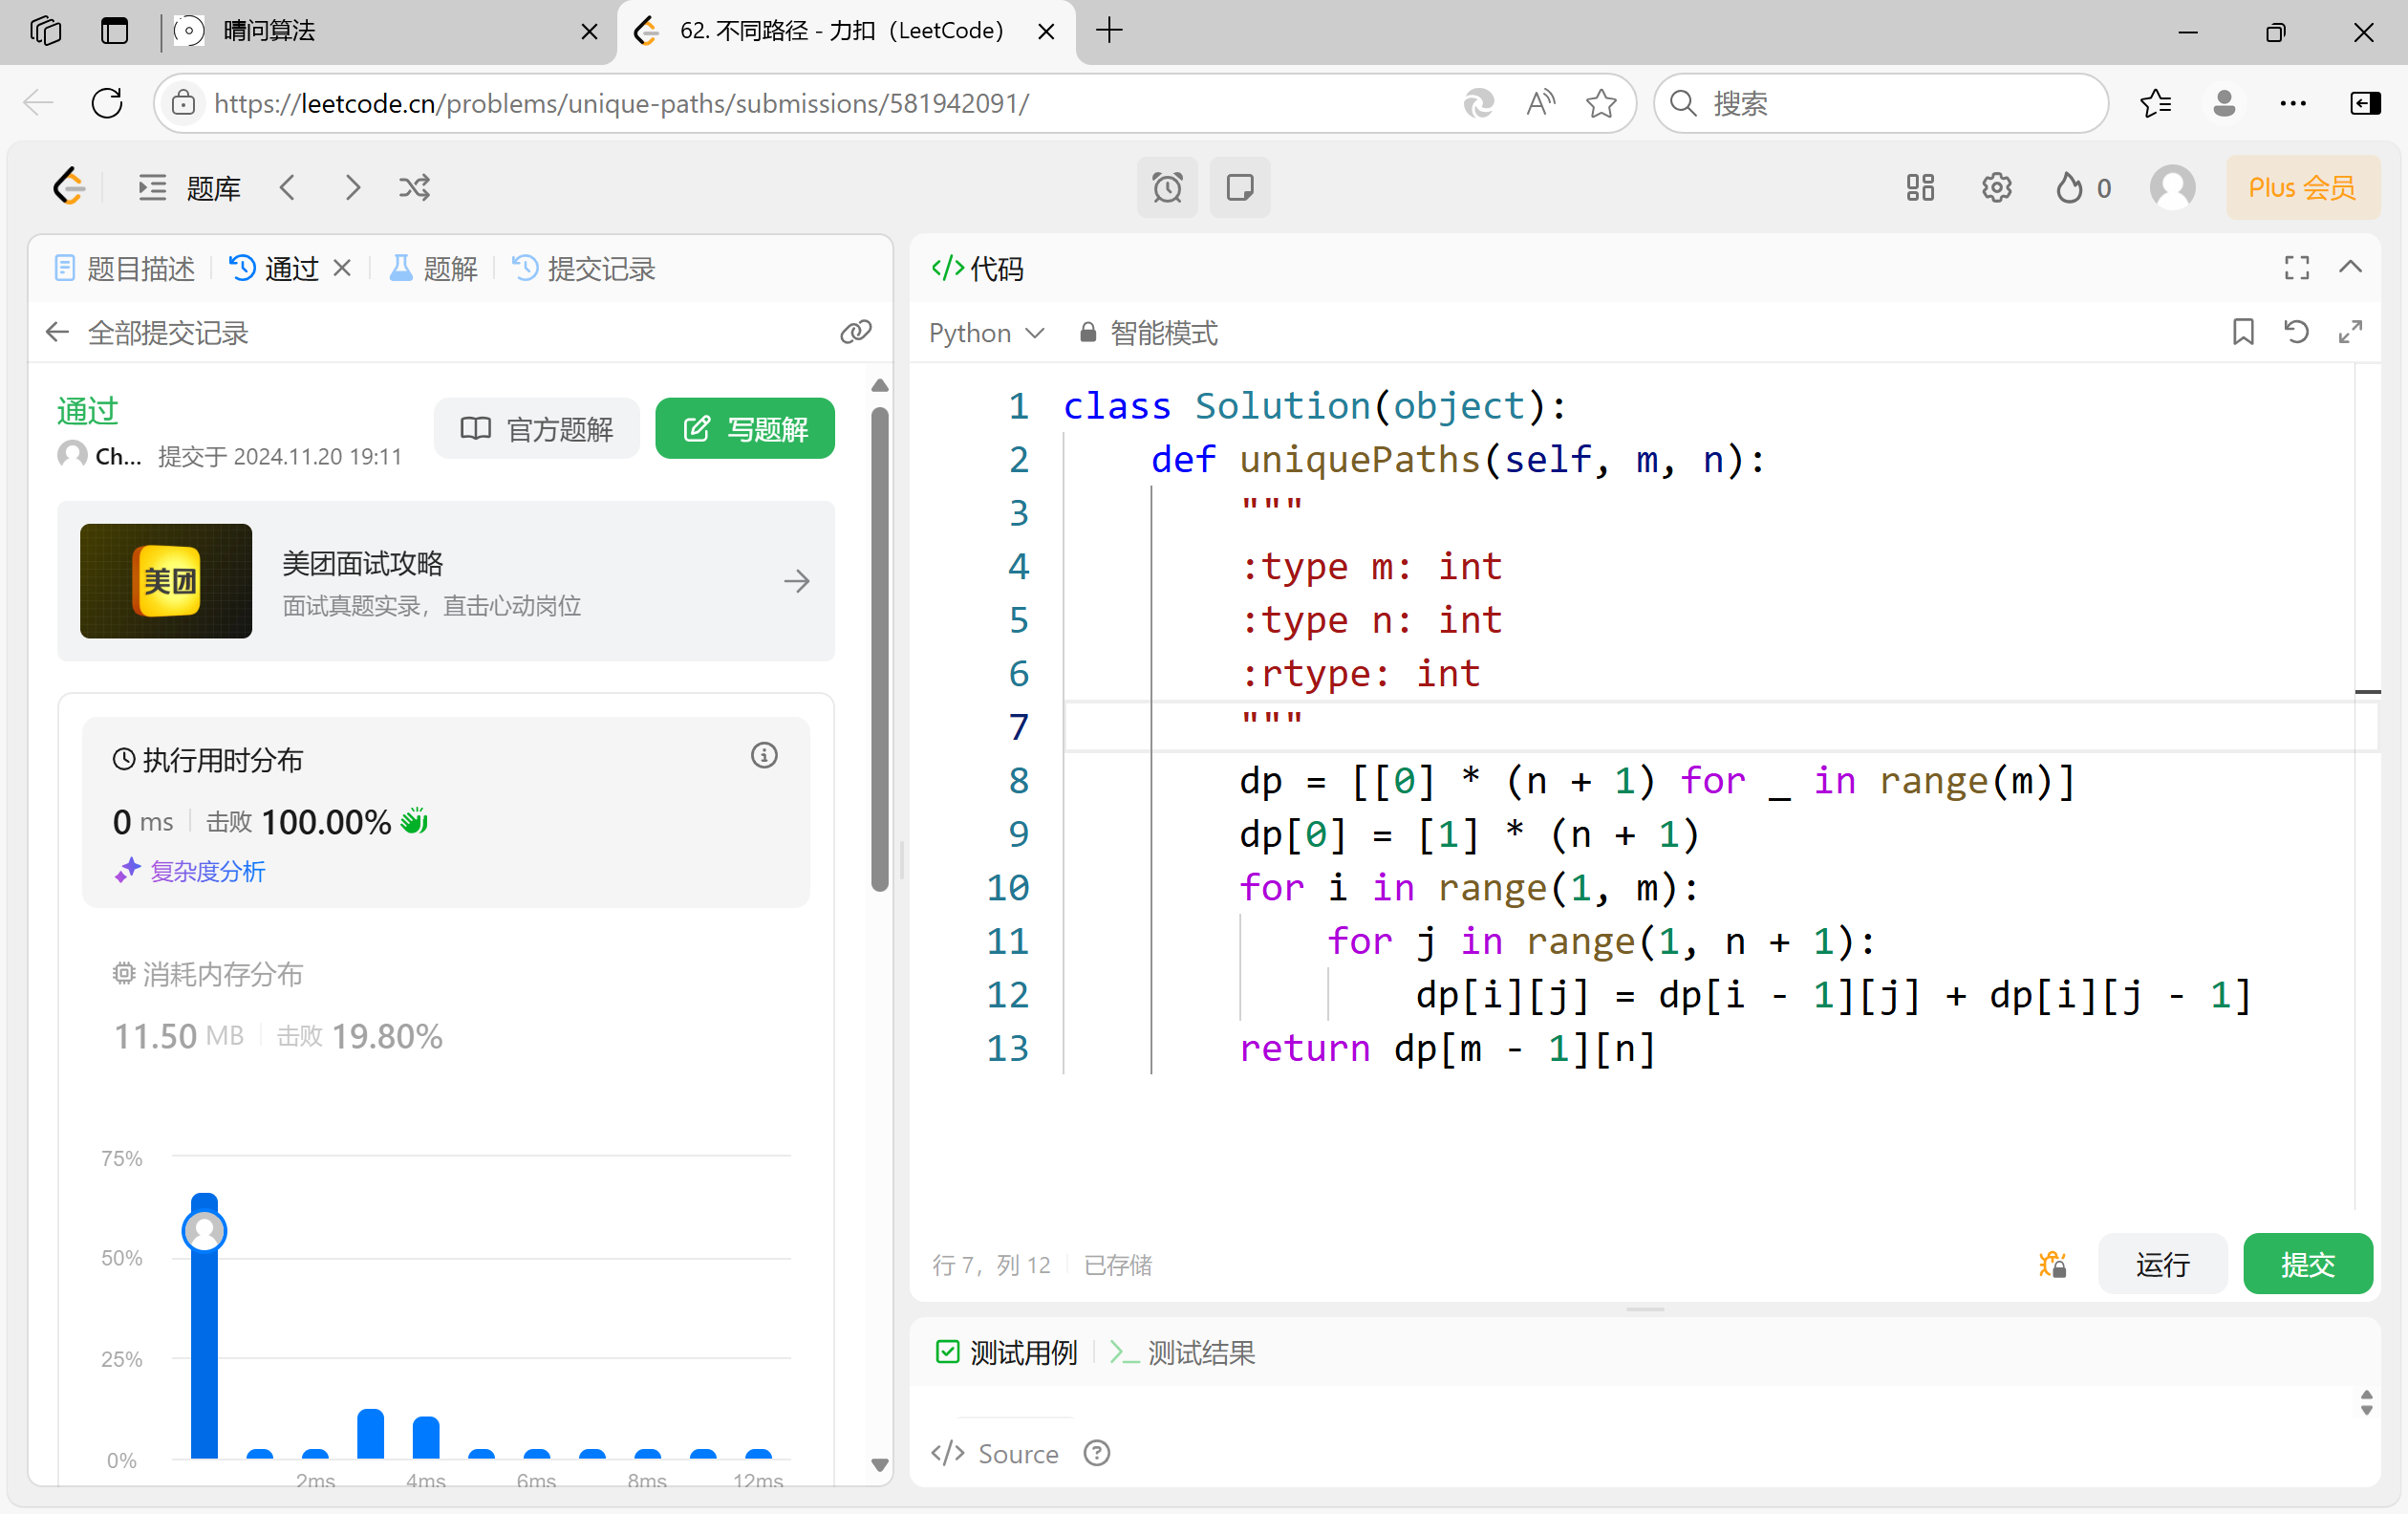 晴问算法
62. 不同路径 - 力扣（LeetCode）
https://leetcode.cn/problems/unique-paths/submissions/581942091/
搜索
题库
0
Plus 会员
题目描述
通过
题解
提交记录
全部提交记录
通过
官方题解
写题解
Ch... 提交于 2024.11.20 19:11
美团
美团面试攻略
面试真题实录，直击心动岗位
执行用时分布
0 ms 击败 100.00%
复杂度分析
消耗内存分布
11.50 MB 击败 19.80%
75%
50%
25%
0%
2ms 4ms 6ms 8ms 12ms
</> 代码
Python 智能模式
1 class Solution(object):
2 def uniquePaths(self, m, n):
3 """
4 :type m: int
5 :type n: int
6 :rtype: int
7 """
8 dp = [[0] * (n + 1) for _ in range(m)]
9 dp[0] = [1] * (n + 1)
10 for i in range(1, m):
11 for j in range(1, n + 1):
12 dp[i][j] = dp[i - 1][j] + dp[i][j - 1]
13 return dp[m - 1][n]
行 7，列 12 已存储
运行
提交
测试用例
测试结果
</> Source